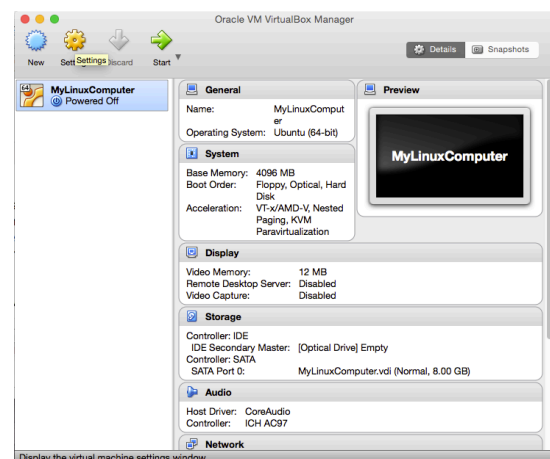 Oracle VM VirtualBox Manager
New Settings Discard Start
Settings
Details Snapshots
64
MyLinuxComputer
Powered Off
General
Name: MyLinuxComput
er
Operating System: Ubuntu (64-bit)
System
Base Memory: 4096 MB
Boot Order: Floppy, Optical, Hard
Disk
Acceleration: VT-x/AMD-V, Nested
Paging, KVM
Paravirtualization
Preview
MyLinuxComputer
Display
Video Memory: 12 MB
Remote Desktop Server: Disabled
Video Capture: Disabled
Storage
Controller: IDE
IDE Secondary Master: [Optical Drive] Empty
Controller: SATA
SATA Port 0: MyLinuxComputer.vdi (Normal, 8.00 GB)
Audio
Host Driver: CoreAudio
Controller: ICH AC97
Network
Display the virtual machine settings window